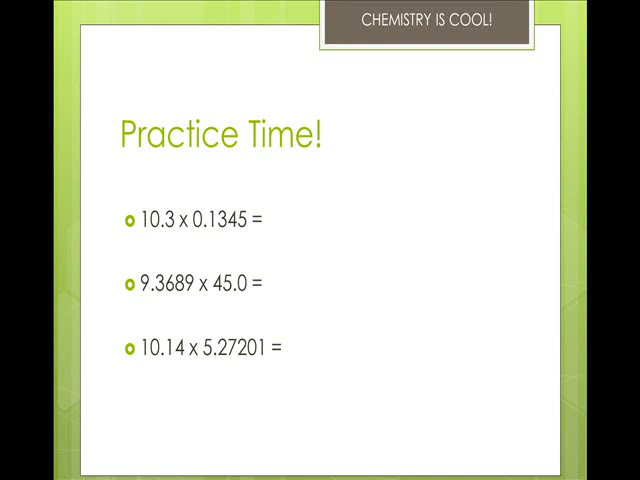 CHEMISTRY IS COOL!
Practice Time!
10.3 x 0.1345 =
9.3689 x 45.0 =
10.14 x 5.27201 =